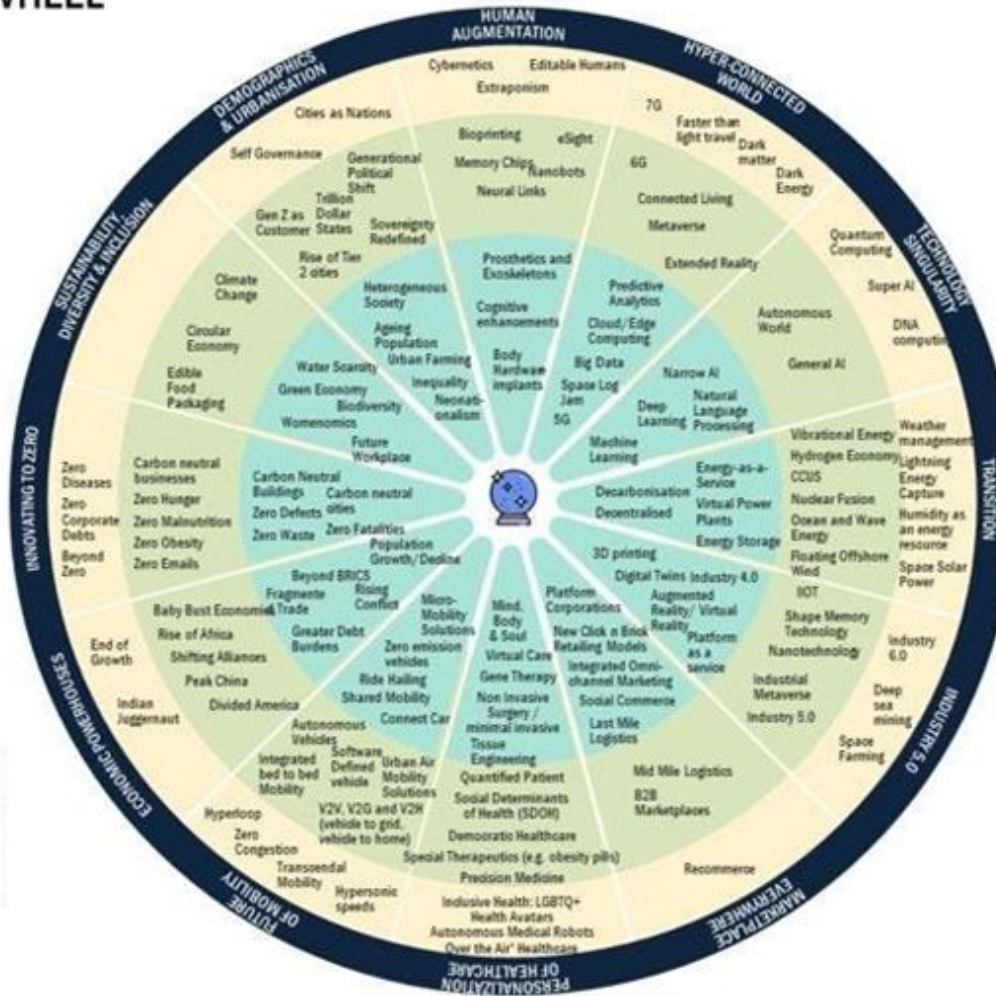 WHEEL
HUMAN
AUGMENTATION
Cybernetics
Editable Humans
Extraponism
Bioprinting
eSight
Memory Chips
Nanobots
Neural Links
Prosthetics and
Exoskeletons
Cognitive
enhancements
Body
Hardware
implants
HYPER-CONNECTED
WORLD
7G
Faster than
light travel
Dark
matter
Dark
Energy
6G
Connected Living
Metaverse
Extended Reality
Predictive
Analytics
Cloud/Edge
Computing
Big Data
Space Log
Jam
5G
TECHNOLOGY
SINGULARITY
Quantum
Computing
Super AI
DNA
computin
Autonomous
World
General AI
Narrow AI
Natural
Language
Processing
Deep
Learning
Machine
Learning
TRANSITION
Weather
management
Lightning
Energy
Capture
Humidity as
an energy
resource
Space Solar
Power
Vibrational Energy
Hydrogen Economy
CCUS
Nuclear Fusion
Ocean and Wave
Energy
Floating Offshore
Wind
Energy-as-a-
Service
Decarbonisation
Virtual Power
Plants
Decentralised
Energy Storage
INDUSTRY 5.0
Industry
6.0
Deep
sea
mining
Space
Farming
IIOT
Shape Memory
Technology
Nanotechnology
Industrial
Metaverse
Industry 5.0
3D printing
Digital Twins
Industry 4.0
Augmented
Reality/ Virtual
Reality
Platform
as a
service
MARKETPLACE
EVERYWHERE
Recommerce
Mid Mile Logistics
B2B
Marketplaces
Platform
Corporations
New Click n Brick
Retailing Models
Integrated Omni-
channel Marketing
Social Commerce
Last Mile
Logistics
PERSONALIZATION
OF HEALTHCARE
Mind,
Body
& Soul
Virtual Care
Gene Therapy
Non Invasive
Surgery /
minimal invasive
Tissue
Engineering
Quantified Patient
Social Determinants
of Health (SDOH)
Democratic Healthcare
Special Therapeutics (e.g. obesity pills)
Precision Medicine
Inclusive Health: LGBTQ+
Health Avatars
Autonomous Medical Robots
Over the Air' Healthcare
FUTURE
OF MOBILITY
Micro-
Mobility
Solutions
Zero emission
vehicles
Ride Hailing
Shared Mobility
Connect Car
Autonomous
Vehicles
Integrated
bed to bed
Mobility
Software
Defined
vehicle
Urban Air
Mobility
Solutions
V2V, V2G and V2H
(vehicle to grid,
vehicle to home)
Hyperloop
Zero
Congestion
Transcendal
Mobility
Hypersonic
speeds
ECONOMIC POWERHOUSES
Population
Growth/Decline
Beyond BRICS
Fragmente
d Trade
Rising
Conflict
Greater Debt
Burdens
Baby Bust Economies
Rise of Africa
Shifting Alliances
Peak China
Divided America
End of
Growth
Indian
Juggernaut
INNOVATING TO ZERO
Zero
Diseases
Zero
Corporate
Debts
Beyond
Zero
Carbon neutral
businesses
Zero Hunger
Zero Malnutrition
Zero Obesity
Zero Emails
Carbon Neutral
Buildings
Carbon neutral
cities
Zero Defects
Zero Waste
Zero Fatalities
SUSTAINABILITY,
DIVERSITY & INCLUSION
Climate
Change
Circular
Economy
Edible
Food
Packaging
Water Scarcity
Urban Farming
Green Economy
Biodiversity
Womenomics
Inequality
Future
Workplace
DEMOGRAPHICS
& URBANISATION
Cities as Nations
Self Governance
Generational
Political
Shift
Trillion
Dollar
States
Gen Z as
Customer
Sovereignty
Redefined
Rise of Tier
2 cities
Heterogeneous
Society
Ageing
Population
Neonati-
onalism